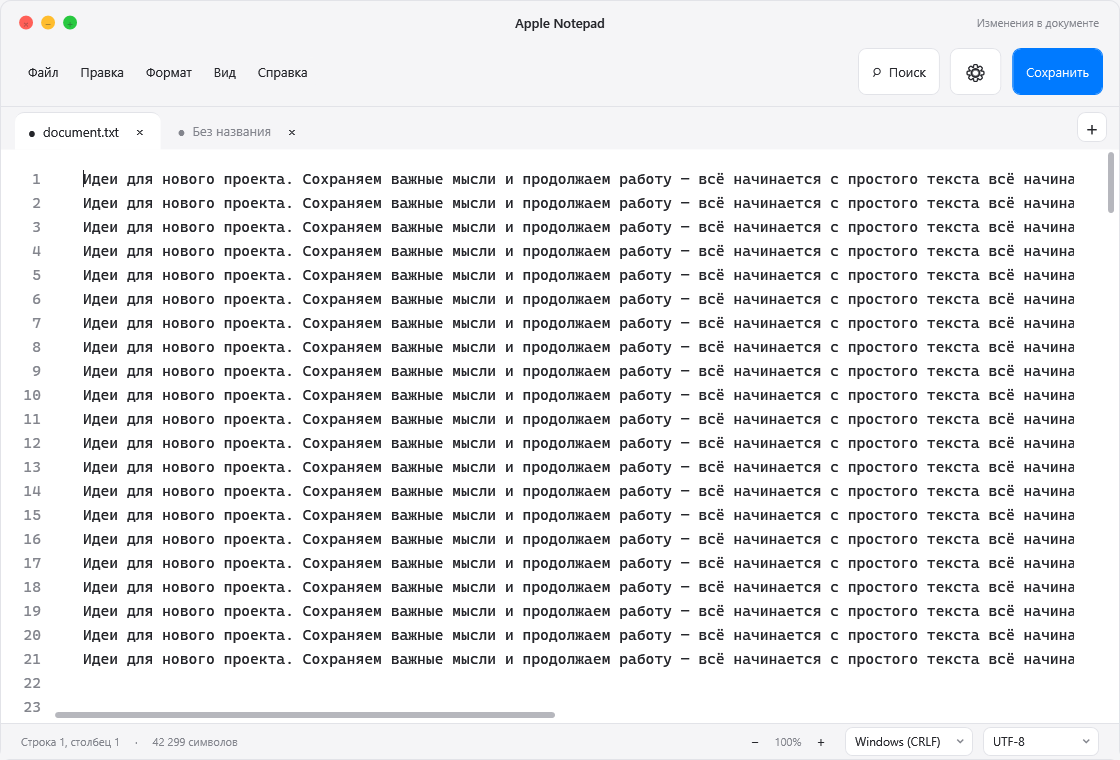 Apple Notepad
Изменения в документе
Файл Правка Формат Вид Справка
Поиск
Сохранить
document.txt ×
Без названия ×
+
1 Идеи для нового проекта. Сохраняем важные мысли и продолжаем работу — всё начинается с простого текста всё начина
2 Идеи для нового проекта. Сохраняем важные мысли и продолжаем работу — всё начинается с простого текста всё начина
3 Идеи для нового проекта. Сохраняем важные мысли и продолжаем работу — всё начинается с простого текста всё начина
4 Идеи для нового проекта. Сохраняем важные мысли и продолжаем работу — всё начинается с простого текста всё начина
5 Идеи для нового проекта. Сохраняем важные мысли и продолжаем работу — всё начинается с простого текста всё начина
6 Идеи для нового проекта. Сохраняем важные мысли и продолжаем работу — всё начинается с простого текста всё начина
7 Идеи для нового проекта. Сохраняем важные мысли и продолжаем работу — всё начинается с простого текста всё начина
8 Идеи для нового проекта. Сохраняем важные мысли и продолжаем работу — всё начинается с простого текста всё начина
9 Идеи для нового проекта. Сохраняем важные мысли и продолжаем работу — всё начинается с простого текста всё начина
10 Идеи для нового проекта. Сохраняем важные мысли и продолжаем работу — всё начинается с простого текста всё начина
11 Идеи для нового проекта. Сохраняем важные мысли и продолжаем работу — всё начинается с простого текста всё начина
12 Идеи для нового проекта. Сохраняем важные мысли и продолжаем работу — всё начинается с простого текста всё начина
13 Идеи для нового проекта. Сохраняем важные мысли и продолжаем работу — всё начинается с простого текста всё начина
14 Идеи для нового проекта. Сохраняем важные мысли и продолжаем работу — всё начинается с простого текста всё начина
15 Идеи для нового проекта. Сохраняем важные мысли и продолжаем работу — всё начинается с простого текста всё начина
16 Идеи для нового проекта. Сохраняем важные мысли и продолжаем работу — всё начинается с простого текста всё начина
17 Идеи для нового проекта. Сохраняем важные мысли и продолжаем работу — всё начинается с простого текста всё начина
18 Идеи для нового проекта. Сохраняем важные мысли и продолжаем работу — всё начинается с простого текста всё начина
19 Идеи для нового проекта. Сохраняем важные мысли и продолжаем работу — всё начинается с простого текста всё начина
20 Идеи для нового проекта. Сохраняем важные мысли и продолжаем работу — всё начинается с простого текста всё начина
21 Идеи для нового проекта. Сохраняем важные мысли и продолжаем работу — всё начинается с простого текста всё начина
22
23
Строка 1, столбец 1 · 42 299 символов
− 100% +
Windows (CRLF)
UTF-8